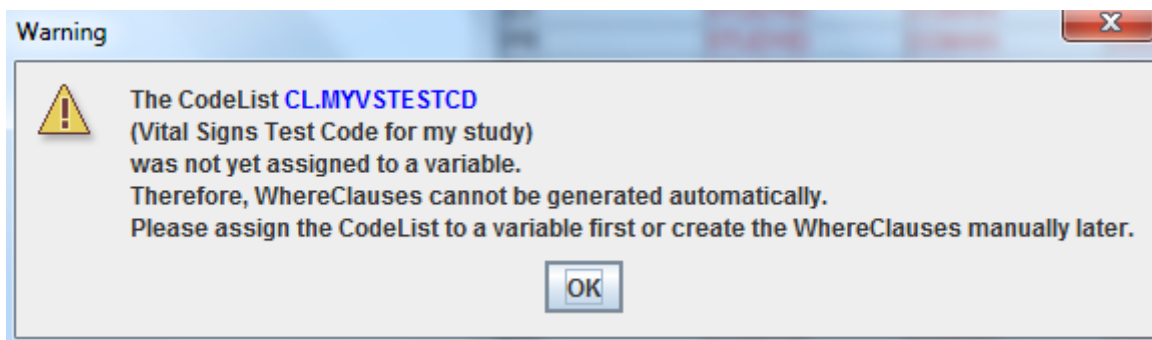 Warning
The CodeList CL.MYVSTESTCD
(Vital Signs Test Code for my study)
was not yet assigned to a variable.
Therefore, WhereClauses cannot be generated automatically.
Please assign the CodeList to a variable first or create the WhereClauses manually later.
OK